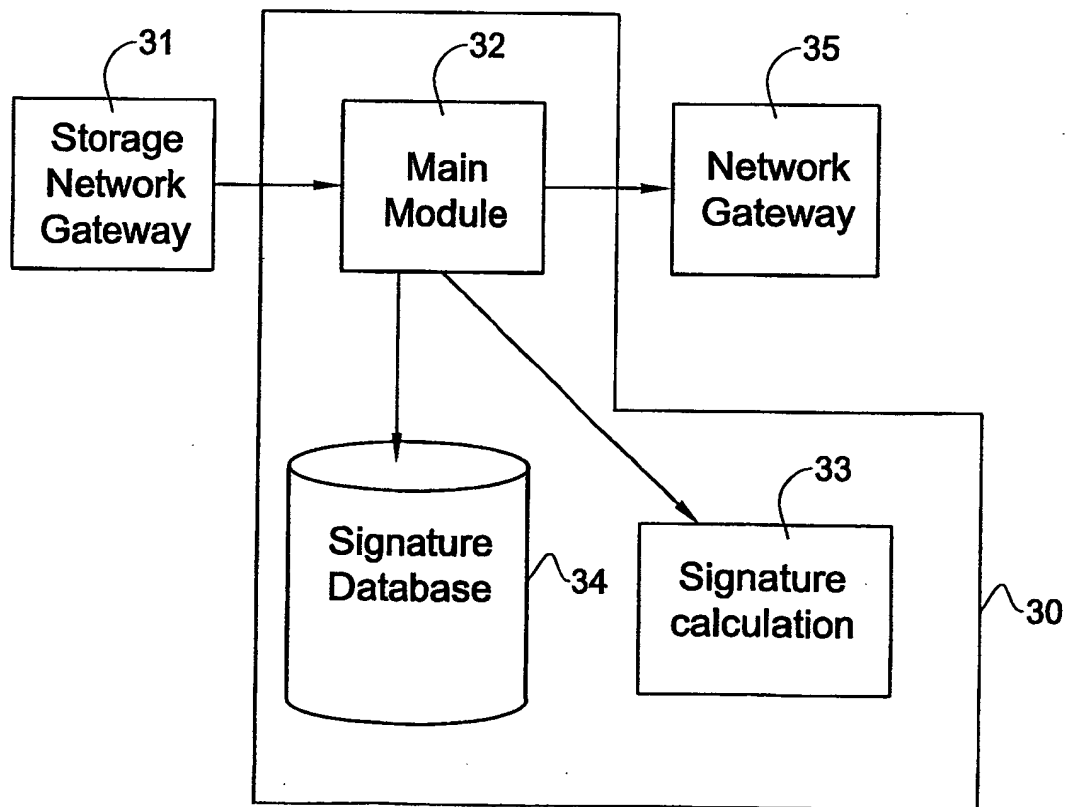 31
32
35
Storage
Network
Gateway
Main
Module
Network
Gateway
33
Signature
Database
34
Signature
calculation
30